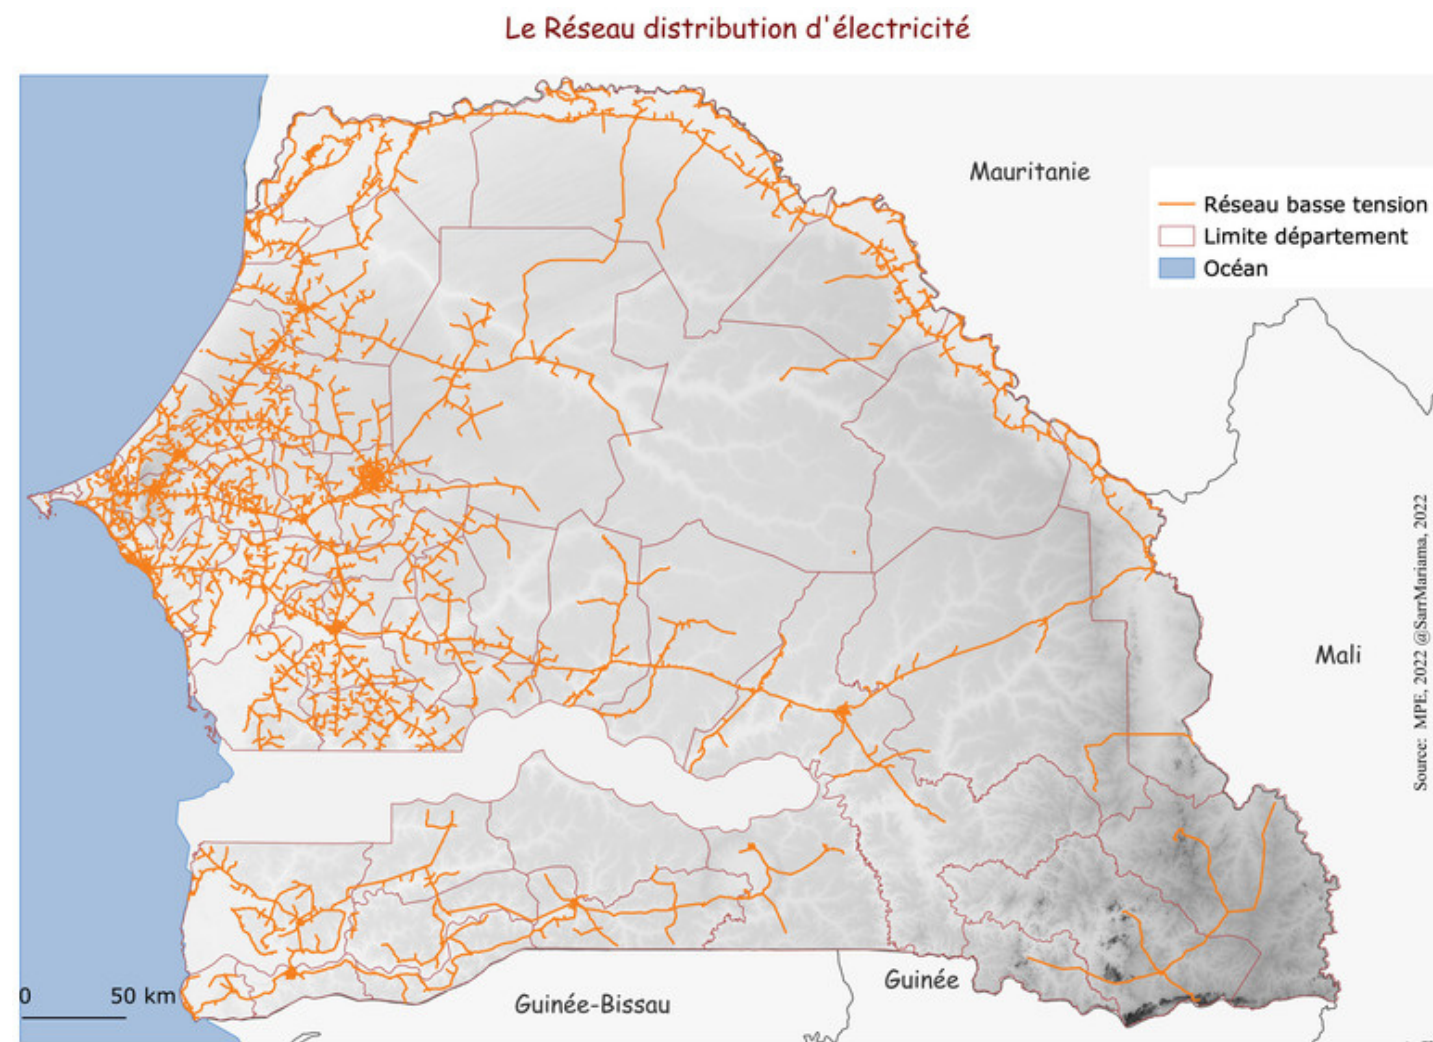 Le Réseau distribution d'électricité
Mauritanie
Réseau basse tension
Limite département
Océan
Mali
Source: MPE, 2022 @SarrMariama, 2022
0 50 km
Guinée-Bissau
Guinée